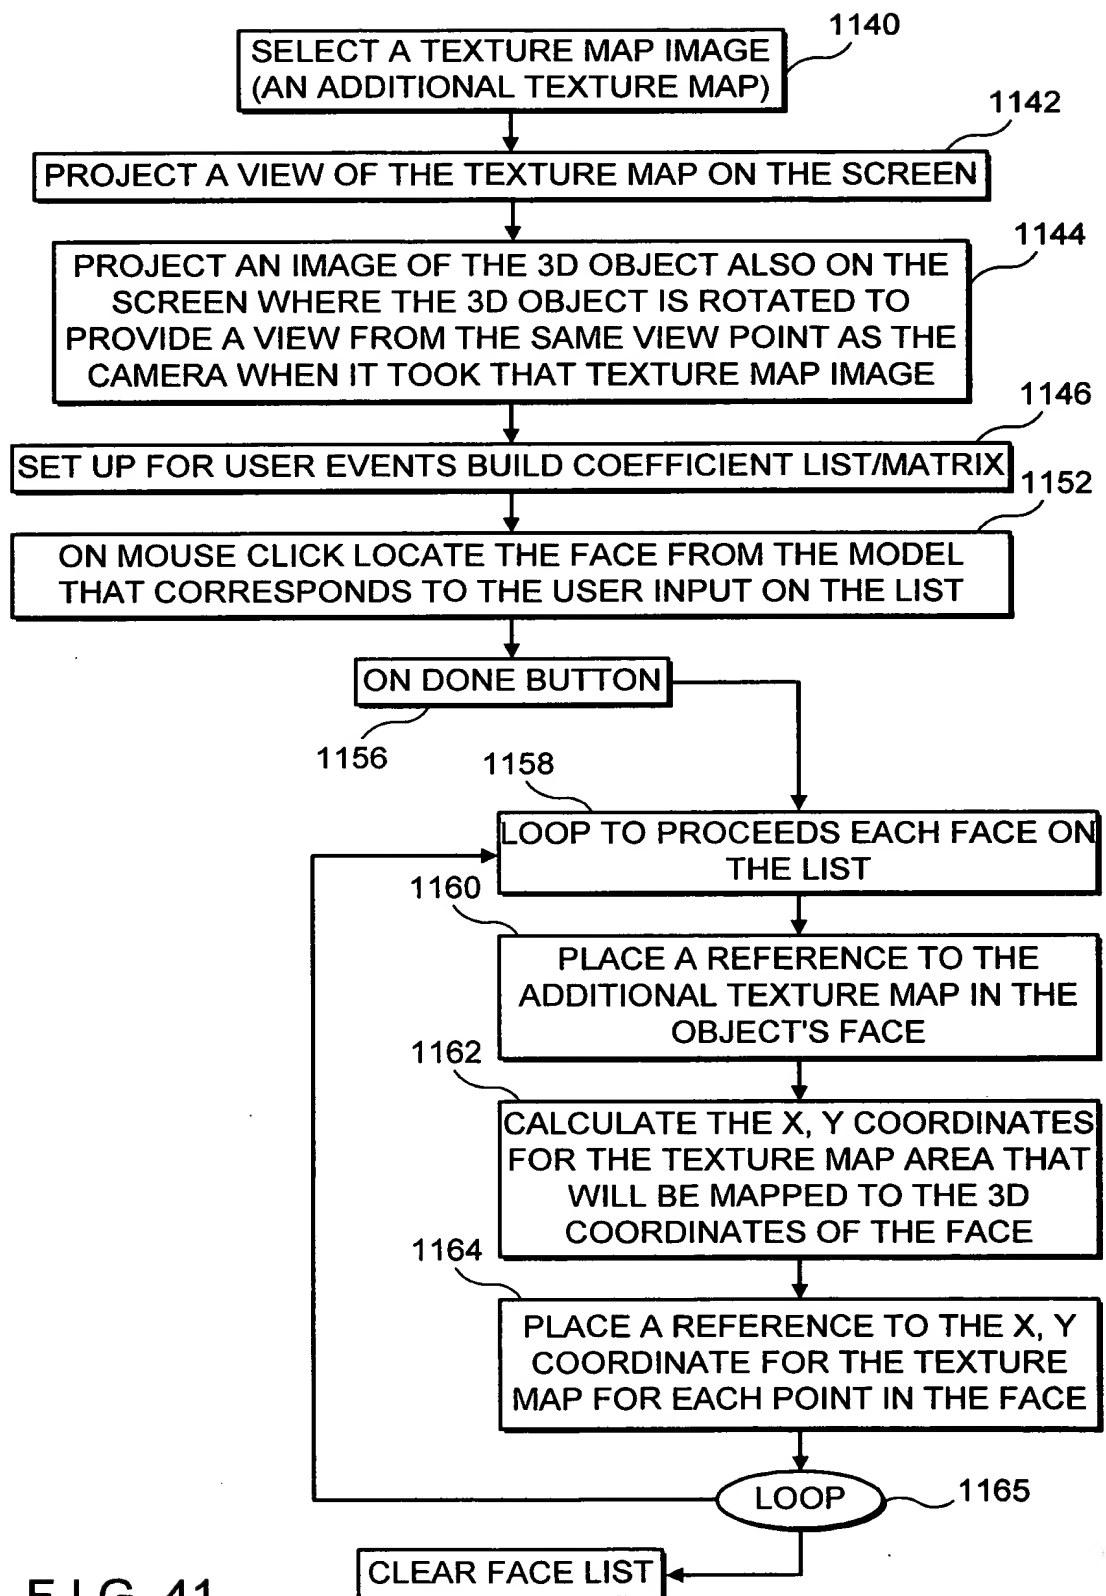 1140
SELECT A TEXTURE MAP IMAGE
(AN ADDITIONAL TEXTURE MAP)
1142
PROJECT A VIEW OF THE TEXTURE MAP ON THE SCREEN
1144
PROJECT AN IMAGE OF THE 3D OBJECT ALSO ON THE
SCREEN WHERE THE 3D OBJECT IS ROTATED TO
PROVIDE A VIEW FROM THE SAME VIEW POINT AS THE
CAMERA WHEN IT TOOK THAT TEXTURE MAP IMAGE
1146
SET UP FOR USER EVENTS BUILD COEFFICIENT LIST/MATRIX
1152
ON MOUSE CLICK LOCATE THE FACE FROM THE MODEL
THAT CORRESPONDS TO THE USER INPUT ON THE LIST
ON DONE BUTTON
1156
1158
LOOP TO PROCEEDS EACH FACE ON
THE LIST
1160
PLACE A REFERENCE TO THE
ADDITIONAL TEXTURE MAP IN THE
OBJECT'S FACE
1162
CALCULATE THE X, Y COORDINATES
FOR THE TEXTURE MAP AREA THAT
WILL BE MAPPED TO THE 3D
COORDINATES OF THE FACE
1164
PLACE A REFERENCE TO THE X, Y
COORDINATE FOR THE TEXTURE
MAP FOR EACH POINT IN THE FACE
LOOP
1165
CLEAR FACE LIST
FIG. 41